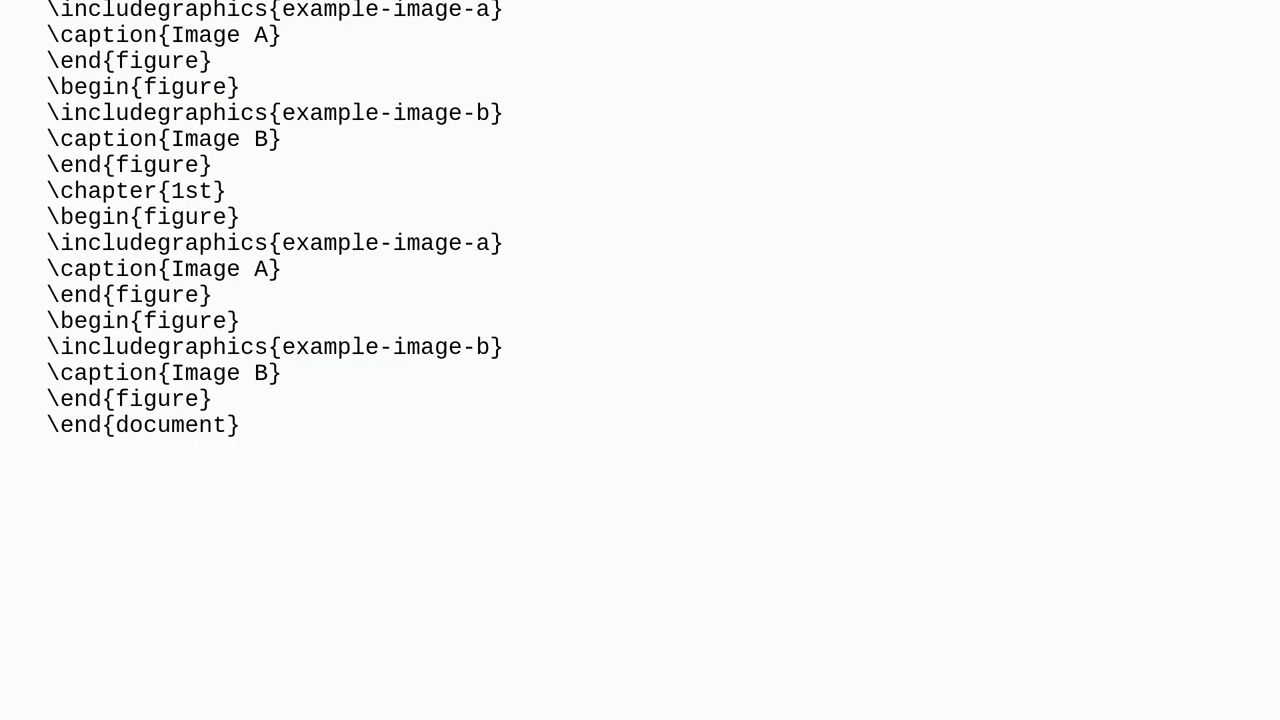 \includegraphics{example-image-a}
\caption{Image A}
\end{figure}
\begin{figure}
\includegraphics{example-image-b}
\caption{Image B}
\end{figure}
\chapter{1st}
\begin{figure}
\includegraphics{example-image-a}
\caption{Image A}
\end{figure}
\begin{figure}
\includegraphics{example-image-b}
\caption{Image B}
\end{figure}
\end{document}